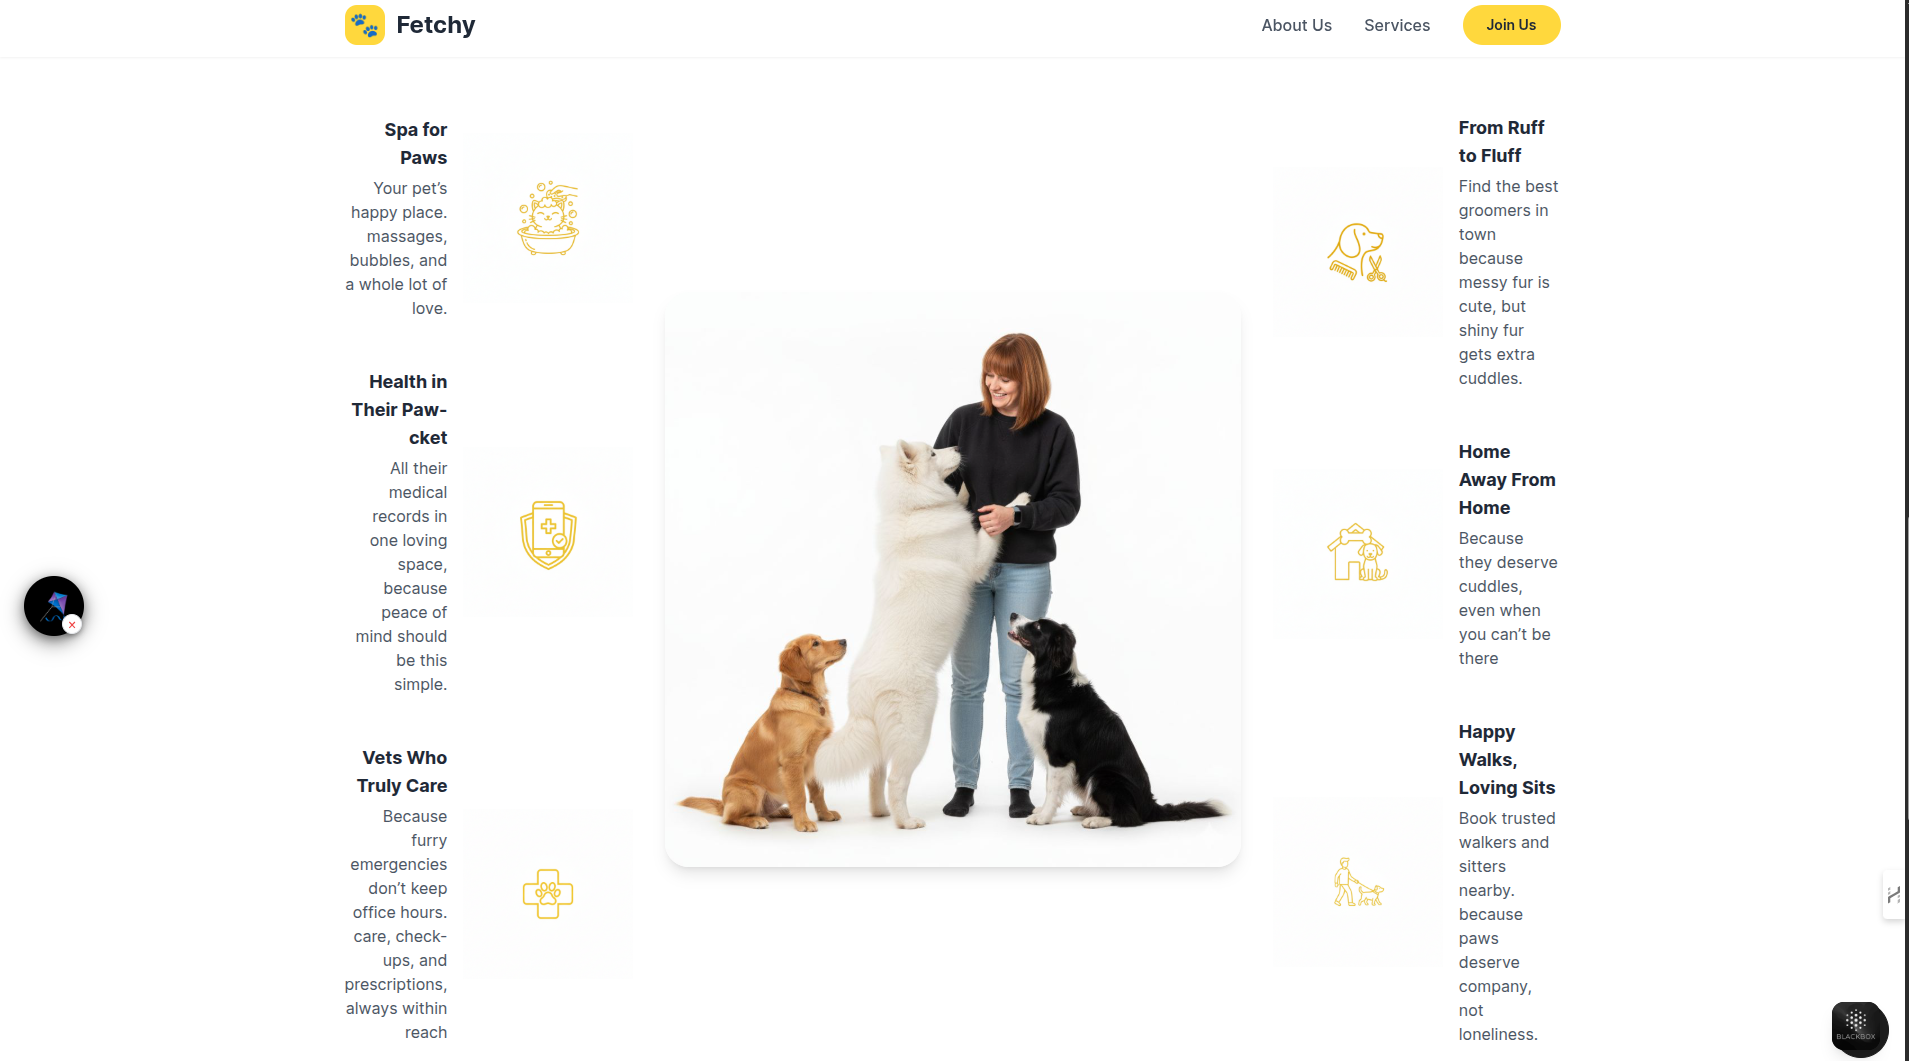 Fetchy
About Us
Services
Join Us
Spa for
Paws
Your pet’s
happy place.
massages,
bubbles, and
a whole lot of
love.
Health in
Their Paw-
cket
All their
medical
records in
one loving
space,
because
peace of
mind should
be this
simple.
Vets Who
Truly Care
Because
furry
emergencies
don’t keep
office hours.
care, check-
ups, and
prescriptions,
always within
reach
From Ruff
to Fluff
Find the best
groomers in
town
because
messy fur is
cute, but
shiny fur
gets extra
cuddles.
Home
Away From
Home
Because
they deserve
cuddles,
even when
you can’t be
there
Happy
Walks,
Loving Sits
Book trusted
walkers and
sitters
nearby.
because
paws
deserve
company,
not
loneliness.
BLACKBOX